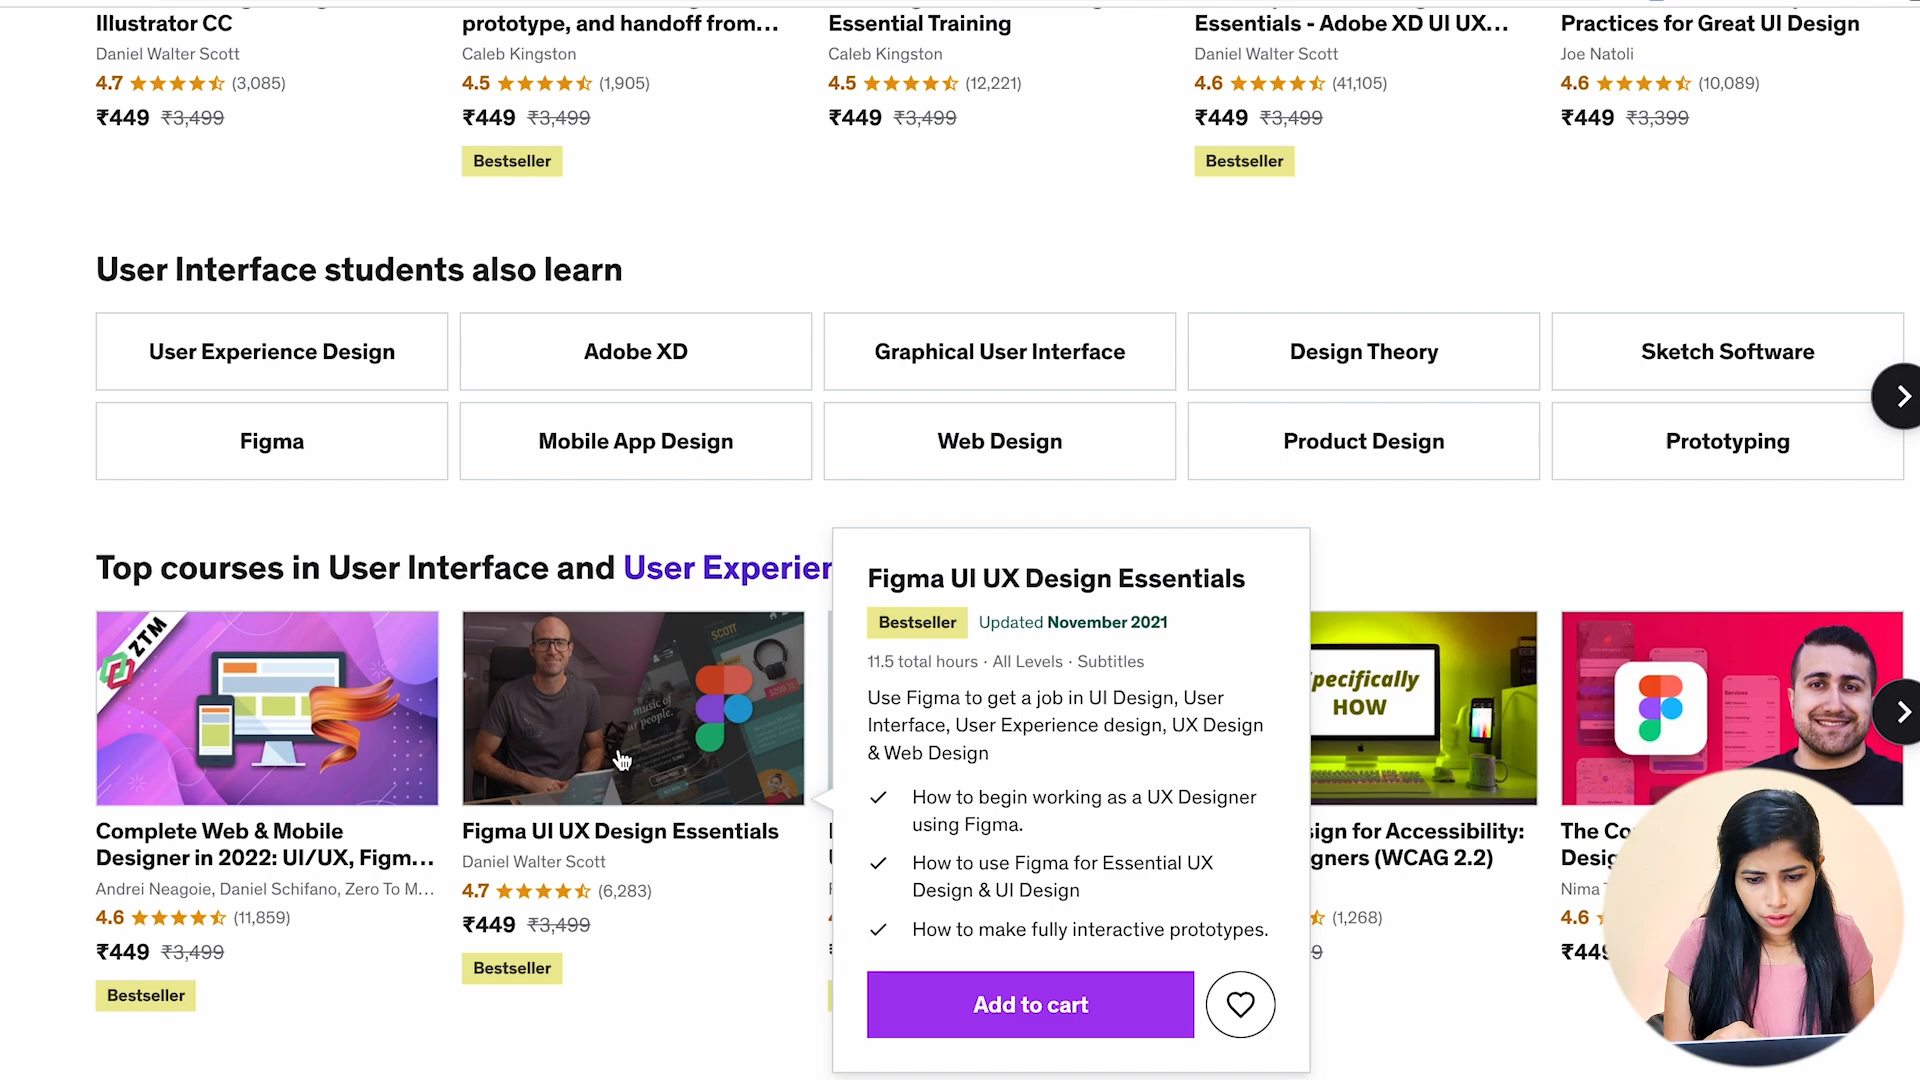 Illustrator CC
Daniel Walter Scott
4.7 (3,085)
₹449 ₹3,499
prototype, and handoff from...
Caleb Kingston
4.5 (1,905)
₹449 ₹3,499
Bestseller
Essential Training
Caleb Kingston
4.5 (12,221)
₹449 ₹3,499
Essentials - Adobe XD UI UX...
Daniel Walter Scott
4.6 (41,105)
₹449 ₹3,499
Bestseller
Practices for Great UI Design
Joe Natoli
4.6 (10,089)
₹449 ₹3,399
User Interface students also learn
User Experience Design
Adobe XD
Graphical User Interface
Design Theory
Sketch Software
Figma
Mobile App Design
Web Design
Product Design
Prototyping
Top courses in User Interface and User Experien
ZTM
Complete Web & Mobile
Designer in 2022: UI/UX, Figm...
Andrei Neagoie, Daniel Schifano, Zero To M...
4.6 (11,859)
₹449 ₹3,499
Bestseller
SCOTT
music of
our people.
Figma UI UX Design Essentials
Daniel Walter Scott
4.7 (6,283)
₹449 ₹3,499
Bestseller
Figma UI UX Design Essentials
Bestseller Updated November 2021
11.5 total hours · All Levels · Subtitles
Use Figma to get a job in UI Design, User
Interface, User Experience design, UX Design
& Web Design
How to begin working as a UX Designer
using Figma.
How to use Figma for Essential UX
Design & UI Design
How to make fully interactive prototypes.
Add to cart
pecifically
HOW
ign for Accessibility:
gners (WCAG 2.2)
(1,268)
9
Services
The Co
Desig
Nima
4.6
₹449